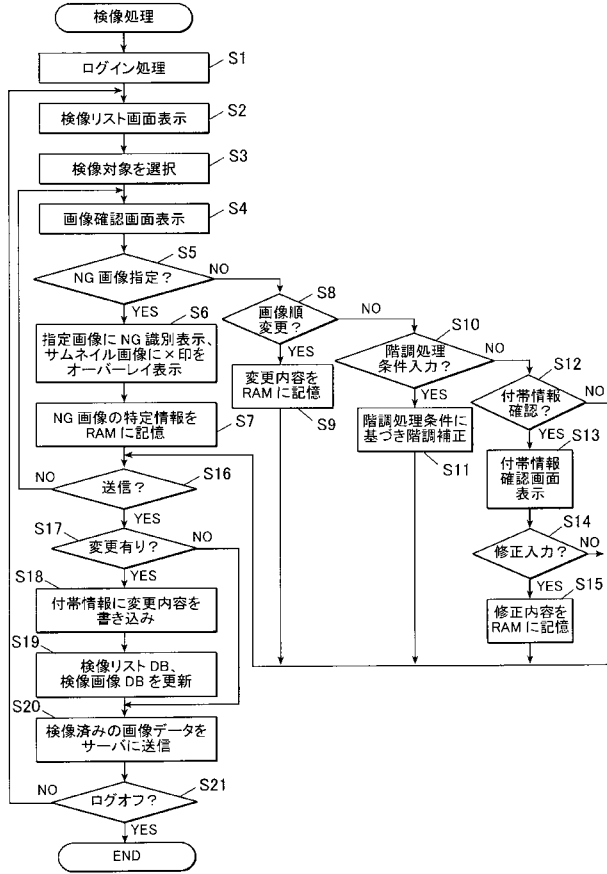 検像処理
ログイン処理
S1
検像リスト画面表示
S2
検像対象を選択
S3
画像確認画面表示
S4
NG 画像指定？
S5
NO
YES
指定画像に NG 識別表示、
サムネイル画像に×印を
オーバーレイ表示
S6
NG 画像の特定情報を
RAM に記憶
S7
画像順
変更？
S8
NO
YES
変更内容を
RAM に記憶
S9
階調処理
条件入力？
S10
NO
YES
階調処理条件に
基づき階調補正
S11
付帯情報
確認？
S12
NO
YES
付帯情報
確認画面
表示
S13
修正入力？
S14
NO
YES
修正内容を
RAM に記憶
S15
送信？
S16
NO
YES
変更有り？
S17
NO
YES
付帯情報に変更内容を
書き込み
S18
検像リスト DB、
検像画像 DB を更新
S19
検像済みの画像データを
サーバに送信
S20
ログオフ？
S21
NO
YES
END